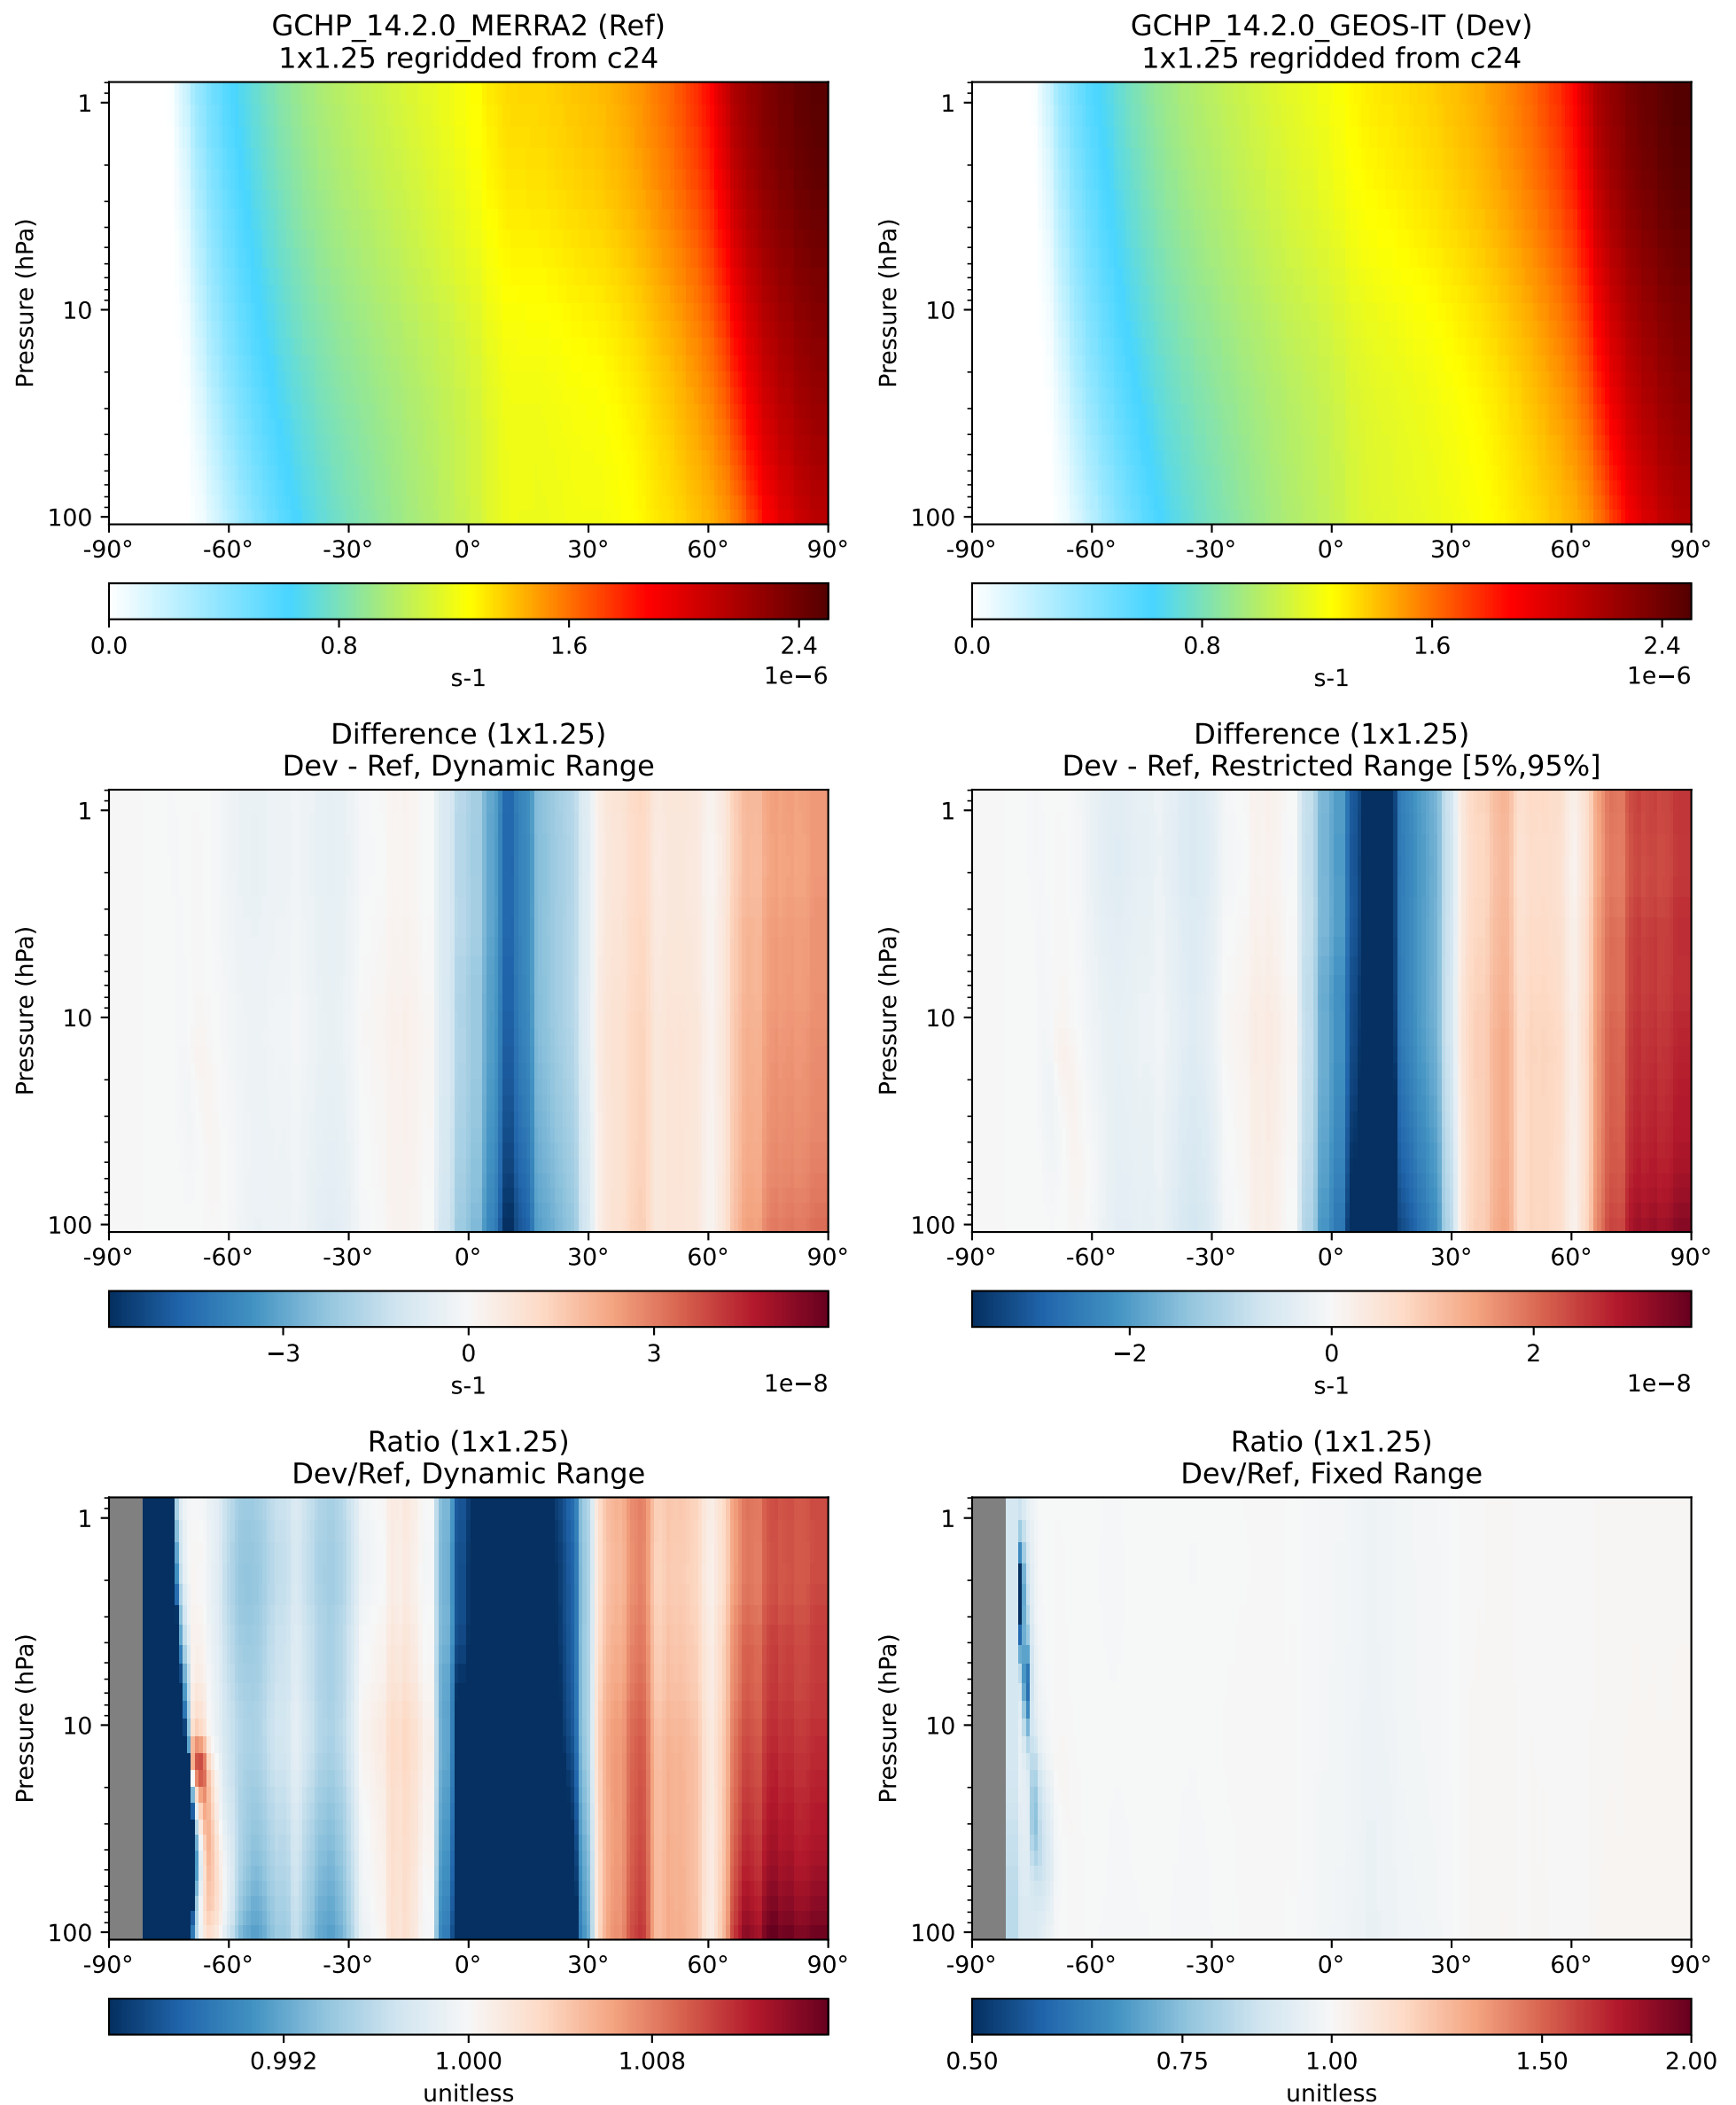 GCHP_14.2.0_MERRA2 (Ref)
1x1.25 regridded from c24
Pressure (hPa)
1
10
100
-90° -60° -30° 0° 30° 60° 90°
0.0 0.8 1.6 2.4
1e−6
s-1
GCHP_14.2.0_GEOS-IT (Dev)
1x1.25 regridded from c24
Pressure (hPa)
1
10
100
-90° -60° -30° 0° 30° 60° 90°
0.0 0.8 1.6 2.4
1e−6
s-1
Difference (1x1.25)
Dev - Ref, Dynamic Range
Pressure (hPa)
1
10
100
-90° -60° -30° 0° 30° 60° 90°
−3 0 3
1e−8
s-1
Difference (1x1.25)
Dev - Ref, Restricted Range [5%,95%]
Pressure (hPa)
1
10
100
-90° -60° -30° 0° 30° 60° 90°
−2 0 2
1e−8
s-1
Ratio (1x1.25)
Dev/Ref, Dynamic Range
Pressure (hPa)
1
10
100
-90° -60° -30° 0° 30° 60° 90°
0.992 1.000 1.008
unitless
Ratio (1x1.25)
Dev/Ref, Fixed Range
Pressure (hPa)
1
10
100
-90° -60° -30° 0° 30° 60° 90°
0.50 0.75 1.00 1.50 2.00
unitless